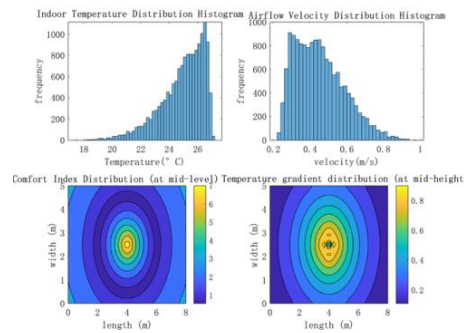 Indoor Temperature Distribution Histogram
1000
800
600
400
200
0
frequency
18 20 22 24 26
Temperature(° C)
Airflow Velocity Distribution Histogram
1000
800
600
400
200
0
frequency
0.2 0.4 0.6 0.8 1
velocity(m/s)
Comfort Index Distribution (at mid-level)
5
4
3
2
1
0
width (m)
0 2 4 6 8
length (m)
7
6
5
4
3
2
1
Temperature gradient distribution (at mid-height
5
4
3
2
1
0
width (m)
0 2 4 6 8
length (m)
0.8
0.6
0.4
0.2